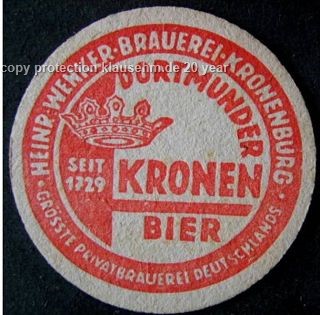 copy protection klausehm.de 20 year
HEINR. WENKER · BRAUEREI · KRONENBURG ·
DORTMUNDER
SEIT
1729
KRONEN
BIER
GRÖSSTE PRIVATBRAUEREI DEUTSCHLANDS